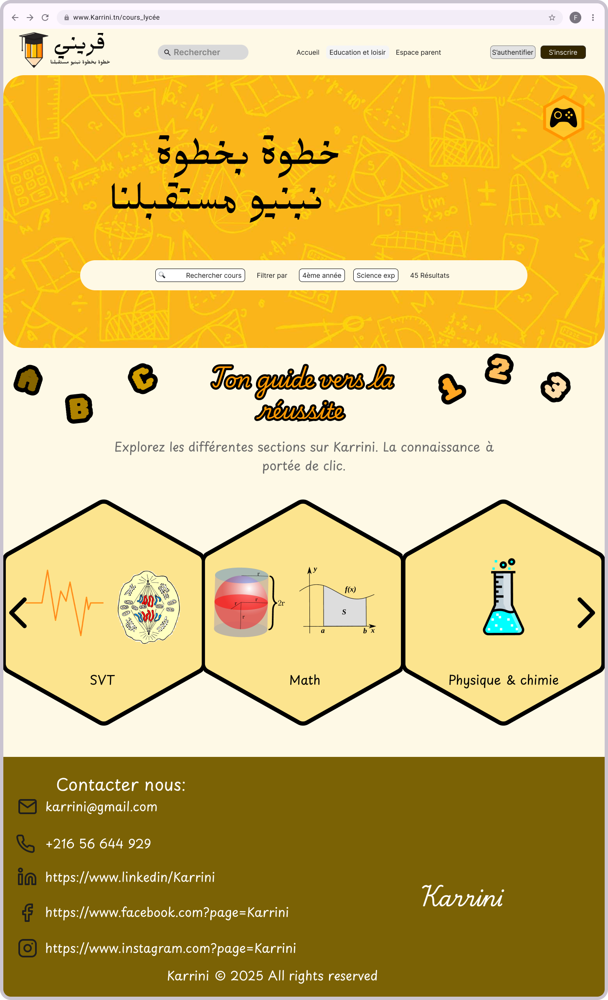 www.Karrini.tn/cours_lycée
F
قريني
خطوة بخطوة نبنيو مستقبلنا
Rechercher
Accueil
Education et loisir
Espace parent
S'authentifier
S'inscrire
خطوة بخطوة
نبنيو مستقبلنا
Rechercher cours
Filtrer par
4ème année
Science exp
45 Résultats
A
B
C
Ton guide vers la
réussite
1
2
3
Explorez les différentes sections sur Karrini. La connaissance à
portée de clic.
r
r
r
r
2r
y
f(x)
S
a
b
x
SVT
Math
Physique & chimie
Contacter nous:
karrini@gmail.com
+216 56 644 929
https://www.linkedin/Karrini
https://www.facebook.com?page=Karrini
https://www.instagram.com?page=Karrini
Karrini
Karrini © 2025 All rights reserved